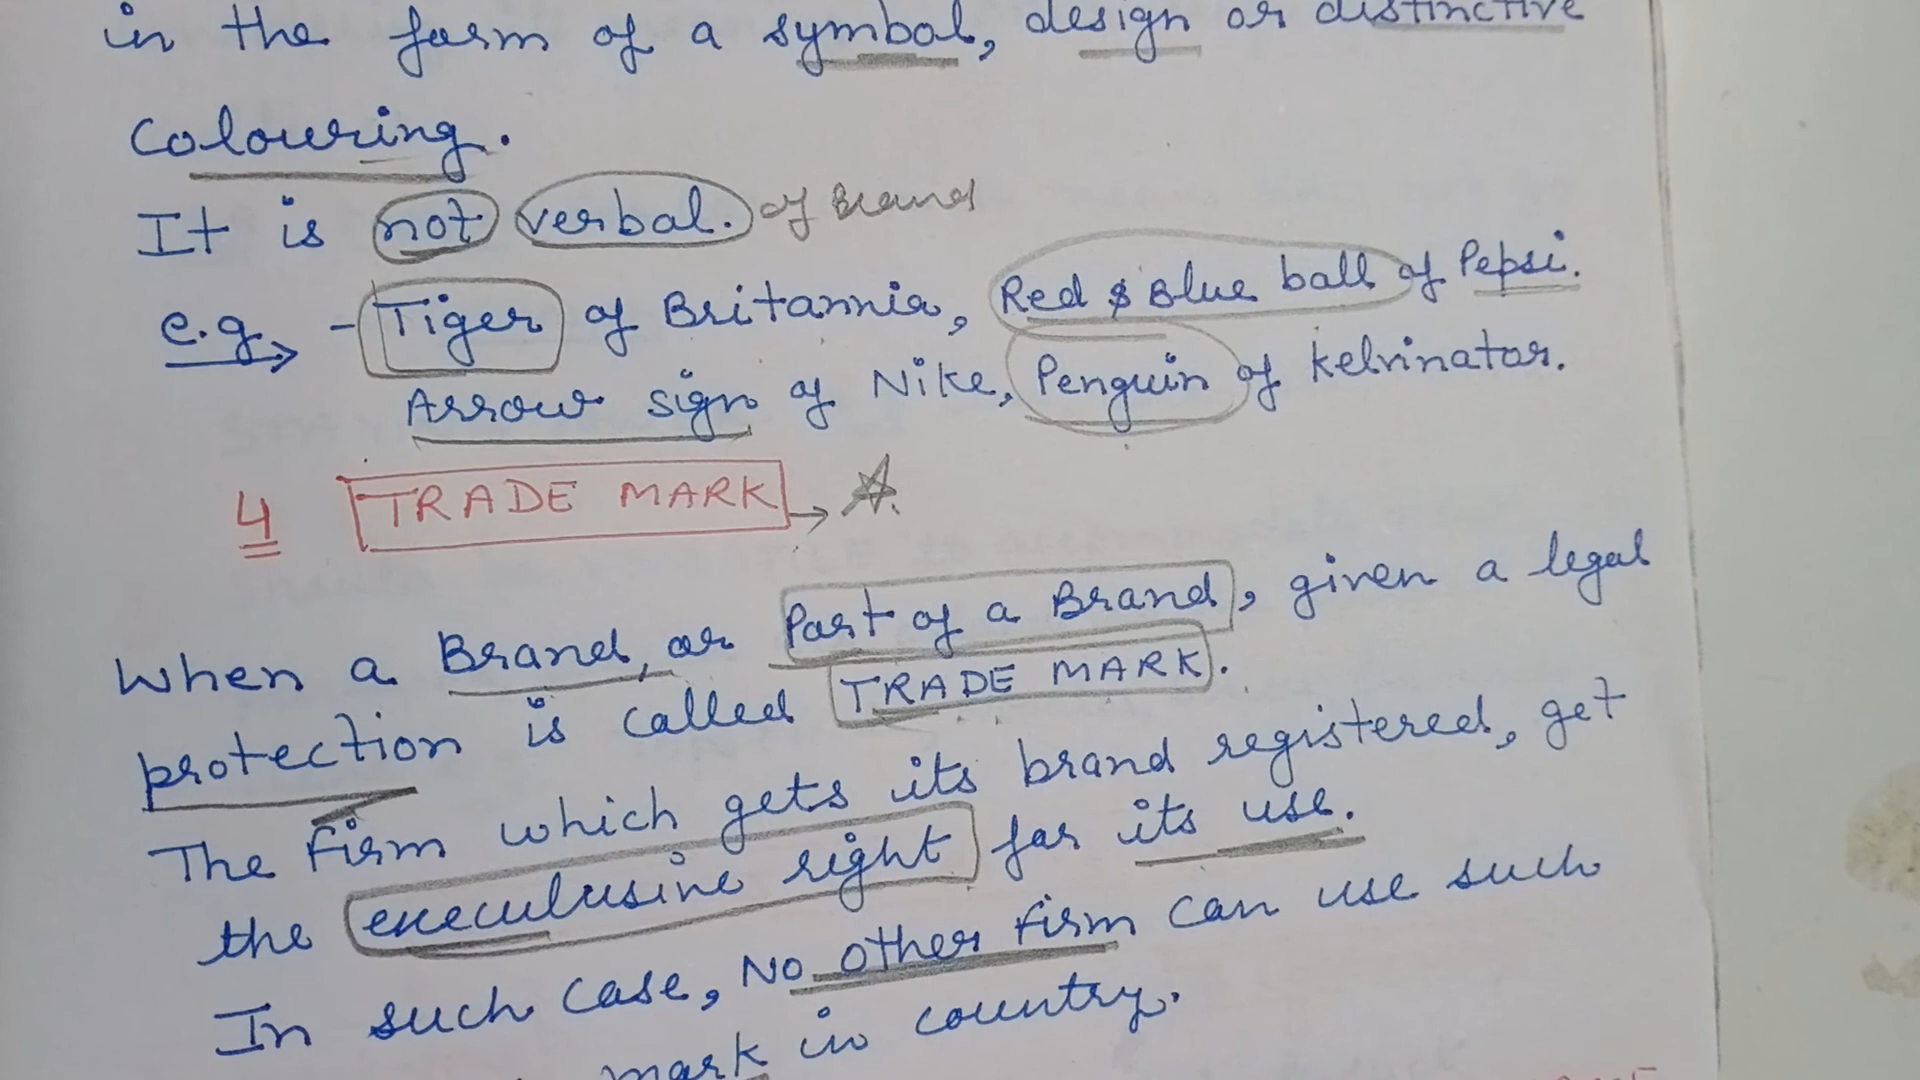 in the form of a symbol, design or distinctive
colouring.
It is not verbal. of Brand
e.g → - Tiger of Britannia, Red & Blue ball of Pepsi.
Arrow sign of Nike, Penguin of kelvinator.
4 TRADE MARK →
When a Brand, or Part of a Brand, given a legal
protection is called TRADE MARK.
The firm which gets its brand registered, get
the execulusive right for its use.
In such case, No other firm can use such
mark in country.